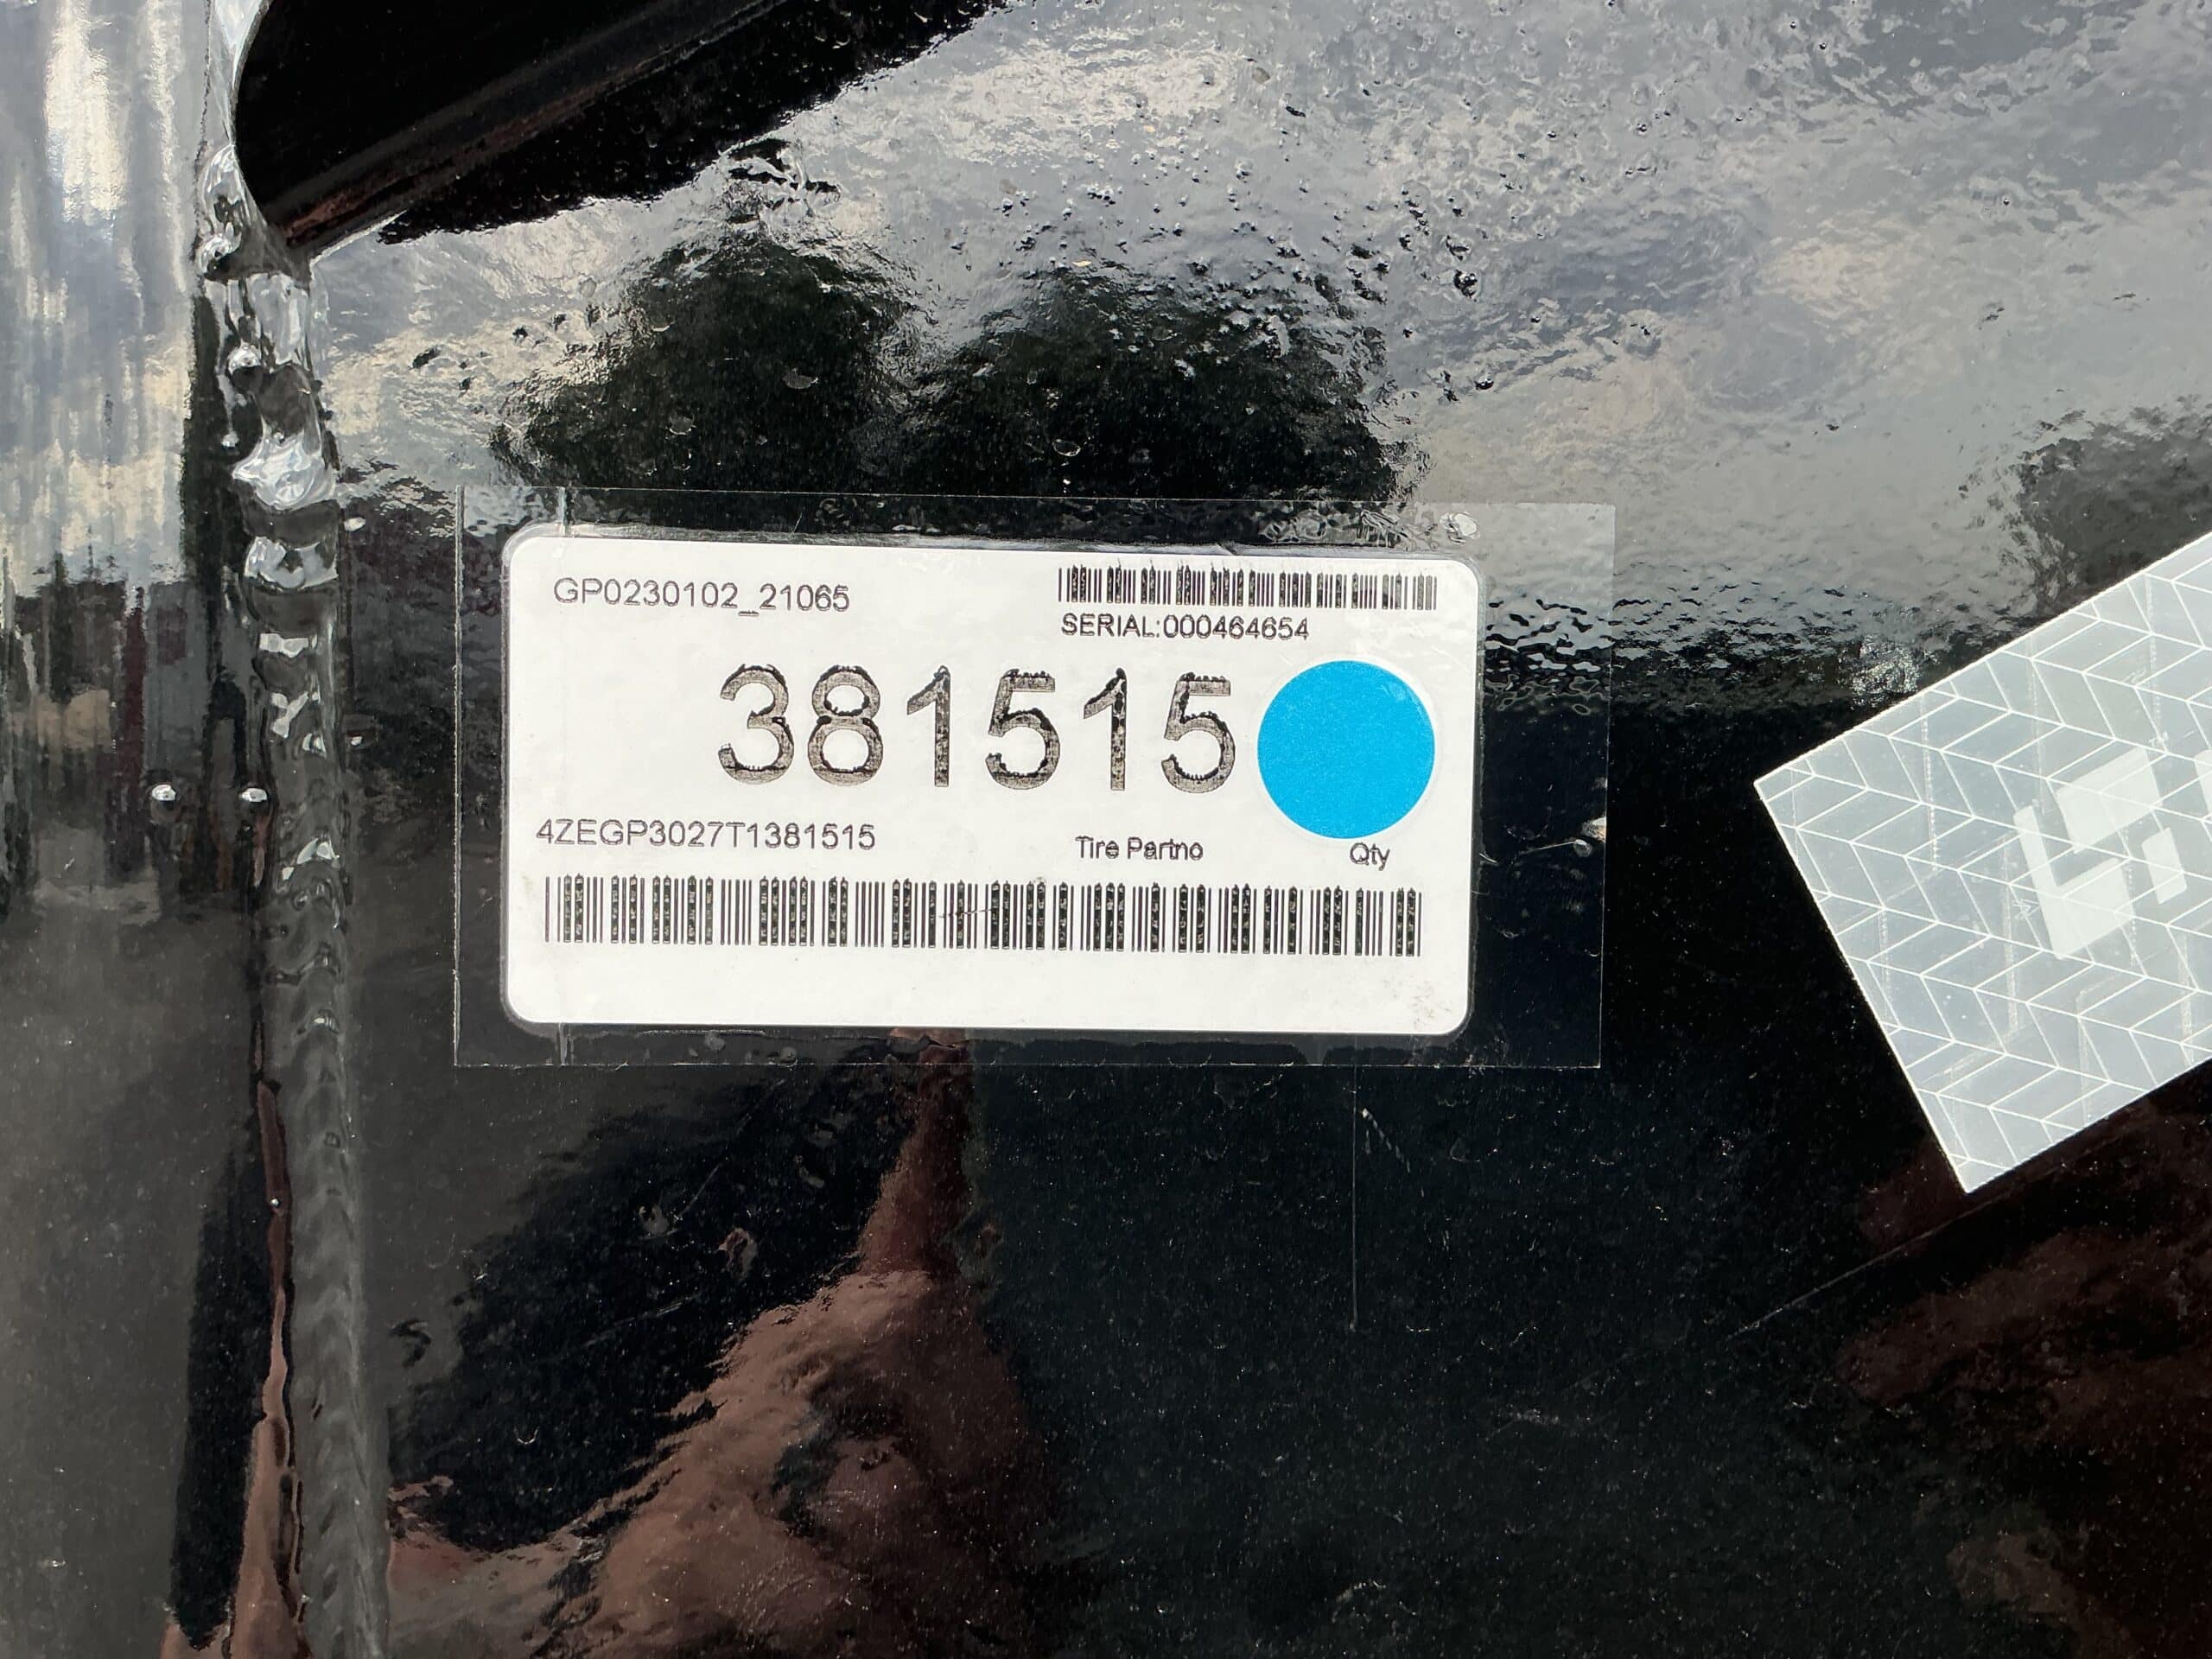 GP0230102_21065
SERIAL:000464654
381515
4ZEGP3027T1381515
Tire Partno
Qty